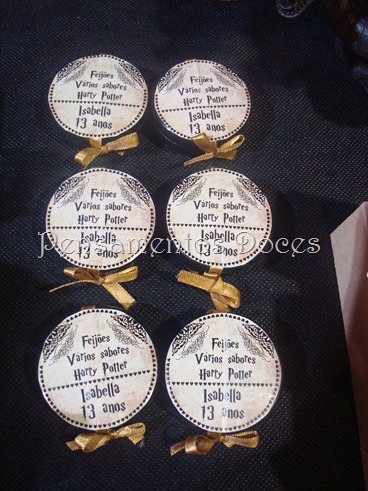 Feijões
Vários sabores
Harry Potter
Isabella
13 anos
Feijões
Vários sabores
Harry Potter
Isabella
13 anos
Feijões
Vários sabores
Harry Potter
Isabella
13 anos
Feijões
Vários sabores
Harry Potter
Isabella
13 anos
Pensamentos Doces
Feijões
Vários sabores
Harry Potter
Isabella
13 anos
Feijões
Vários sabores
Harry Potter
Isabella
13 anos